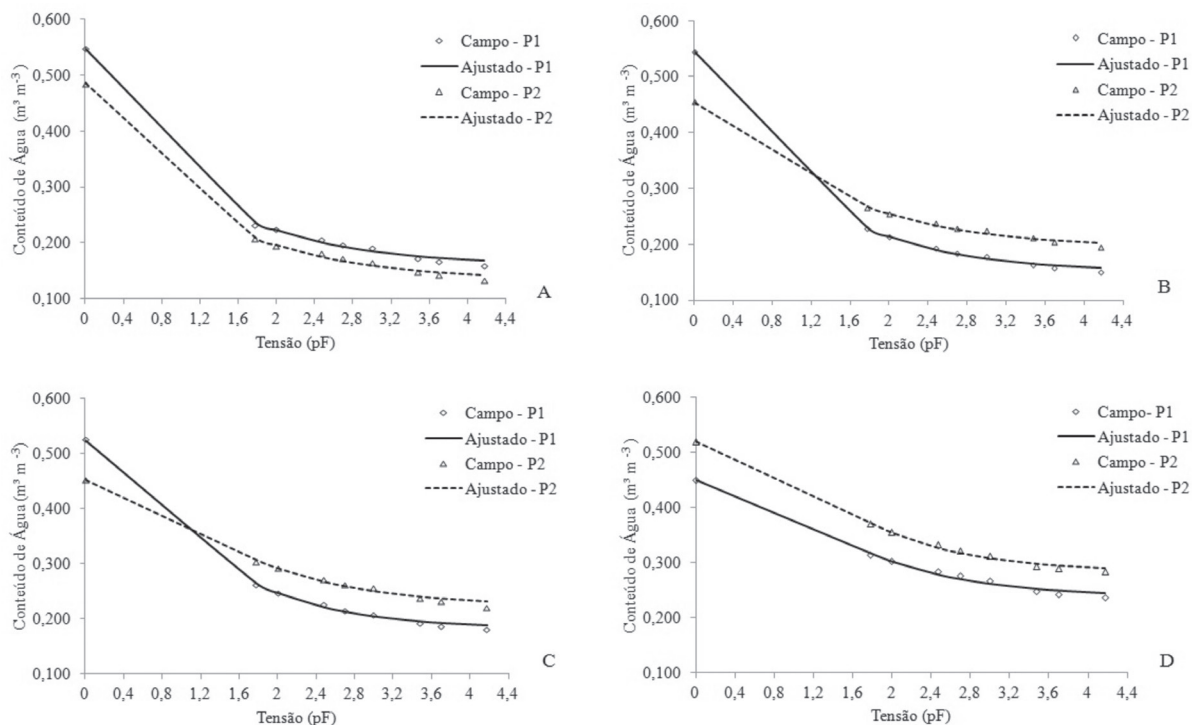 0,600
0,500
0,400
0,300
0,200
0,100
Conteúdo de Água (m³ m⁻³)
0 0,4 0,8 1,2 1,6 2 2,4 2,8 3,2 3,6 4 4,4
Tensão (pF)
Campo - P1
Ajustado - P1
Campo - P2
Ajustado - P2
A
0,600
0,500
0,400
0,300
0,200
0,100
Conteúdo de Água (m³ m⁻³)
0 0,4 0,8 1,2 1,6 2 2,4 2,8 3,2 3,6 4 4,4
Tensão (pF)
Campo - P1
Ajustado - P1
Campo - P2
Ajustado - P2
B
0,600
0,500
0,400
0,300
0,200
0,100
Conteúdo de Água (m³ m⁻³)
0 0,4 0,8 1,2 1,6 2 2,4 2,8 3,2 3,6 4 4,4
Tensão (pF)
Campo - P1
Ajustado - P1
Campo - P2
Ajustado - P2
C
0,600
0,500
0,400
0,300
0,200
0,100
Conteúdo de Água (m³ m⁻³)
0 0,4 0,8 1,2 1,6 2 2,4 2,8 3,2 3,6 4 4,4
Tensão (pF)
Campo- P1
Ajustado - P1
Campo - P2
Ajustado - P2
D